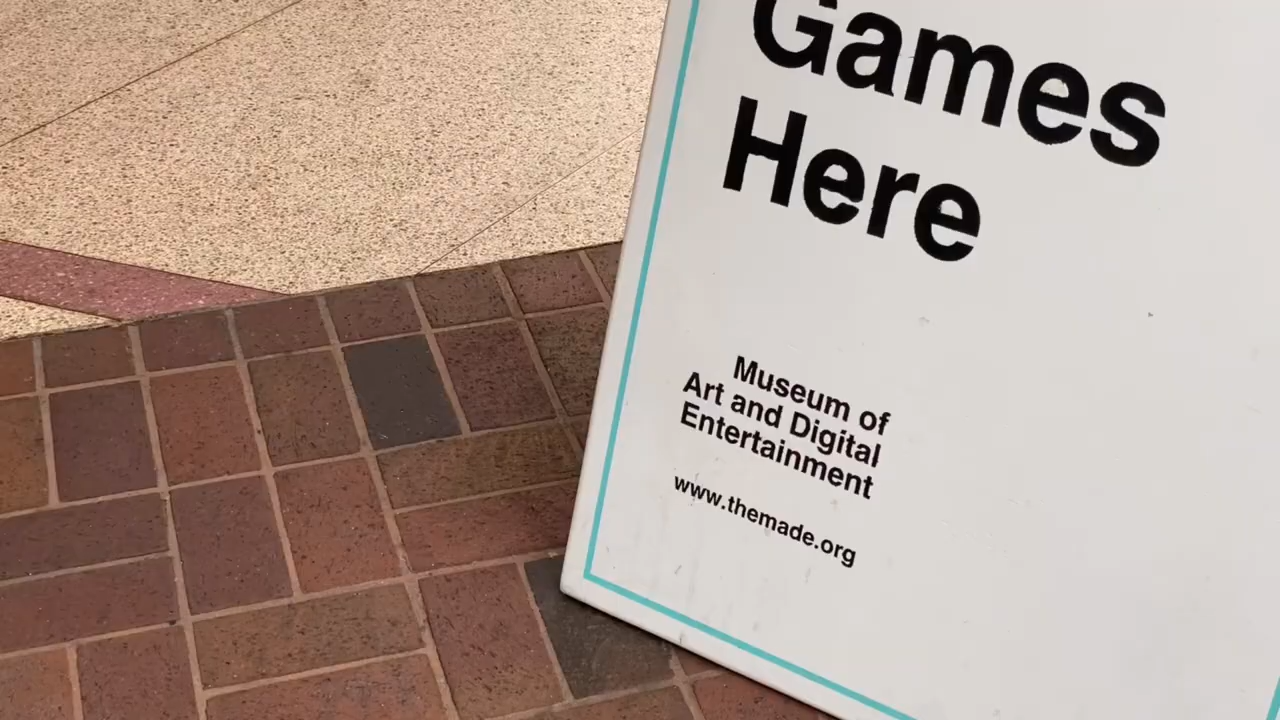 Games
Here
Museum of
Art and Digital
Entertainment
www.themade.org